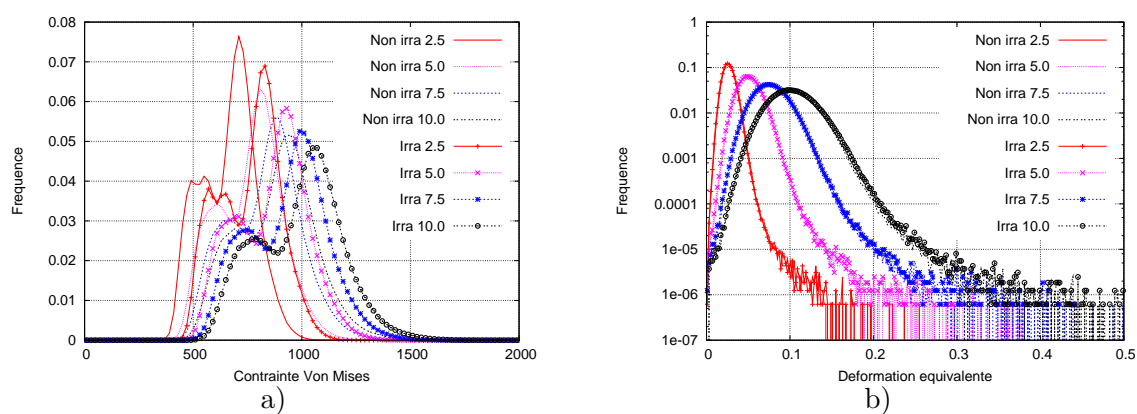 0.08
0.07
0.06
0.05
0.04
0.03
0.02
0.01
0
Frequence
0 500 1000 1500 2000
Contrainte Von Mises
Non irra 2.5
Non irra 5.0
Non irra 7.5
Non irra 10.0
Irra 2.5
Irra 5.0
Irra 7.5
Irra 10.0
a)
1
0.1
0.01
0.001
0.0001
1e-05
1e-06
1e-07
Frequence
0 0.1 0.2 0.3 0.4 0.5
Deformation equivalente
Non irra 2.5
Non irra 5.0
Non irra 7.5
Non irra 10.0
Irra 2.5
Irra 5.0
Irra 7.5
Irra 10.0
b)